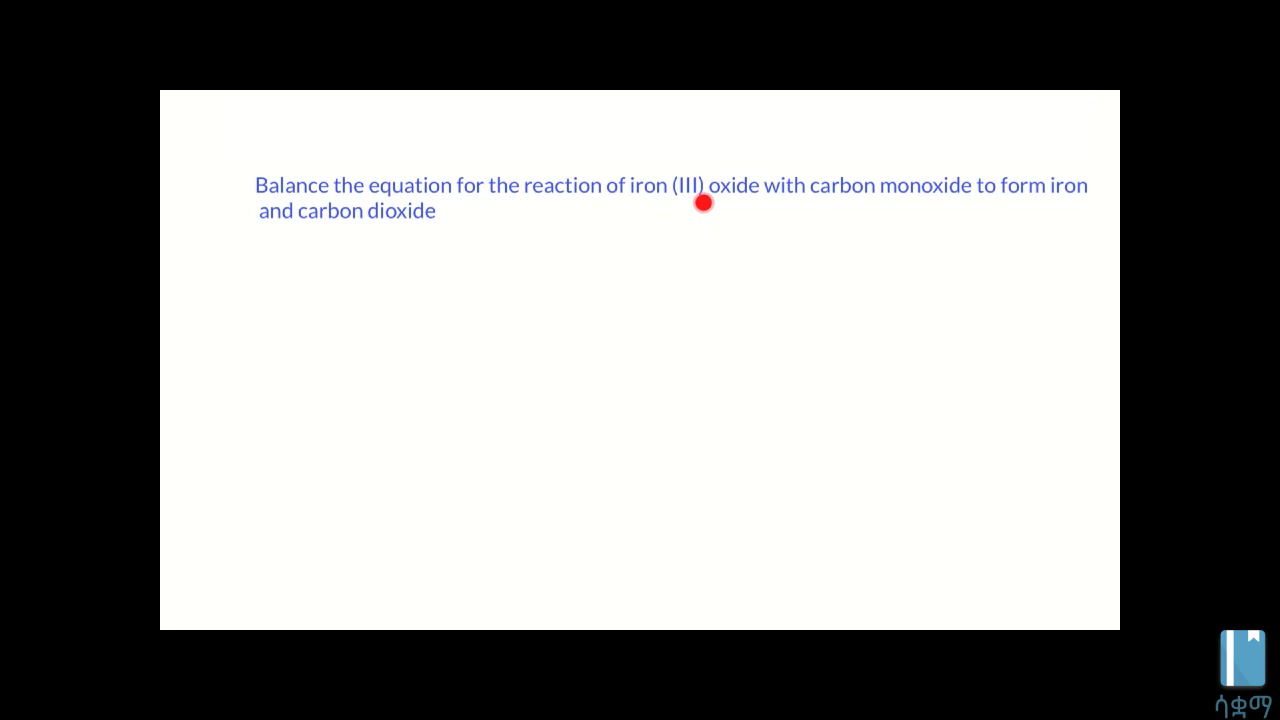 Balance the equation for the reaction of iron (III) oxide with carbon monoxide to form iron
and carbon dioxide
ሳቋማ